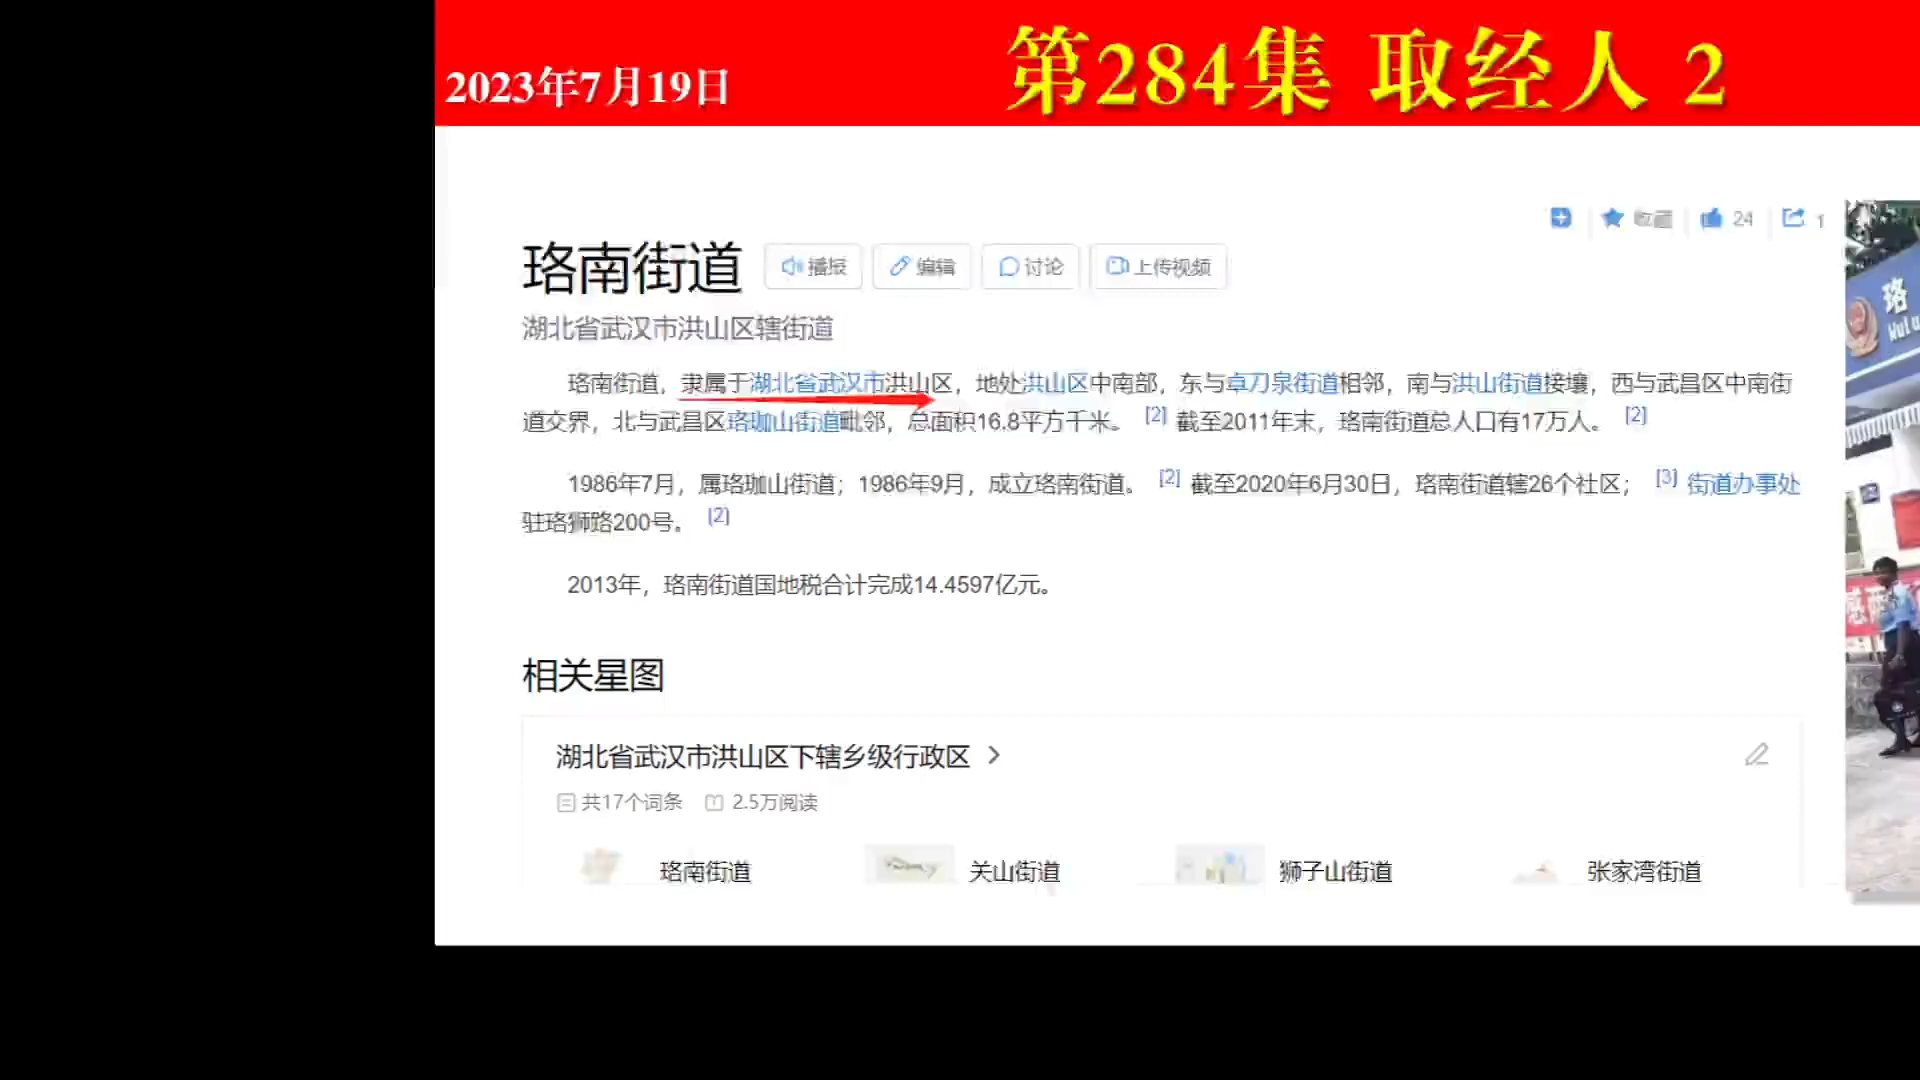 2023年7月19日
第284集 取经人 2
收藏 24 1
珞南街道 播报 编辑 讨论 上传视频
湖北省武汉市洪山区辖街道
珞南街道，隶属于湖北省武汉市洪山区，地处洪山区中南部，东与卓刀泉街道相邻，南与洪山街道接壤，西与武昌区中南街
道交界，北与武昌区珞珈山街道毗邻，总面积16.8平方千米。 [2] 截至2011年末，珞南街道总人口有17万人。 [2]
1986年7月，属珞珈山街道；1986年9月，成立珞南街道。 [2] 截至2020年6月30日，珞南街道辖26个社区； [3] 街道办事处
驻珞狮路200号。 [2]
2013年，珞南街道国地税合计完成14.4597亿元。
相关星图
湖北省武汉市洪山区下辖乡级行政区
共17个词条 2.5万阅读
珞南街道 关山街道 狮子山街道 张家湾街道
珞